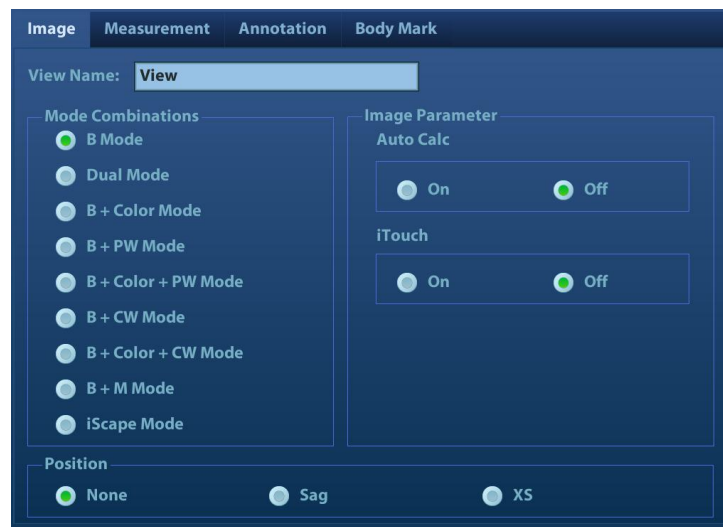 Image Measurement Annotation Body Mark
View Name: View
Mode Combinations
B Mode
Dual Mode
B + Color Mode
B + PW Mode
B + Color + PW Mode
B + CW Mode
B + Color + CW Mode
B + M Mode
iScape Mode
Image Parameter
Auto Calc
On Off
iTouch
On Off
Position
None Sag XS